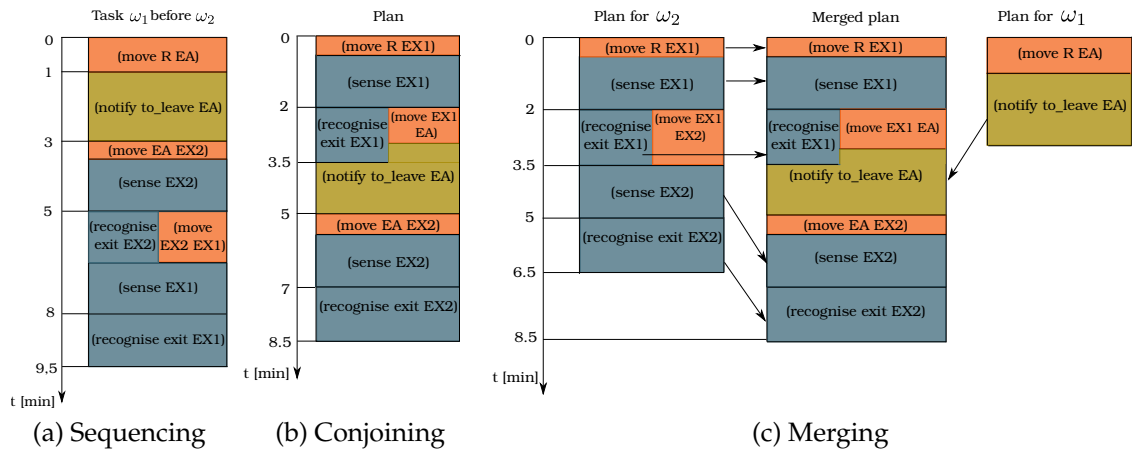 Task ω₁ before ω₂
0
1
3
5
8
9.5
t [min]
(move R EA)
(notify to_leave EA)
(move EA EX2)
(sense EX2)
(recognise
exit EX2)
(move
EX2 EX1)
(sense EX1)
(recognise exit EX1)
(a) Sequencing
Plan
0
2
3.5
5
7
8.5
t [min]
(move R EX1)
(sense EX1)
(recognise
exit EX1)
(move EX1
EA)
(notify to_leave EA)
(move EA EX2)
(sense EX2)
(recognise exit EX2)
(b) Conjoining
Plan for ω₂
0
2
3.5
5
6.5
8.5
t [min]
(move R EX1)
(sense EX1)
(recognise
exit EX1)
(move EX1
EX2)
(sense EX2)
(recognise exit EX2)
Merged plan
(move R EX1)
(sense EX1)
(recognise
exit EX1)
(move EX1 EA)
(notify to_leave EA)
(move EA EX2)
(sense EX2)
(recognise exit EX2)
Plan for ω₁
(move R EA)
(notify to_leave EA)
(c) Merging